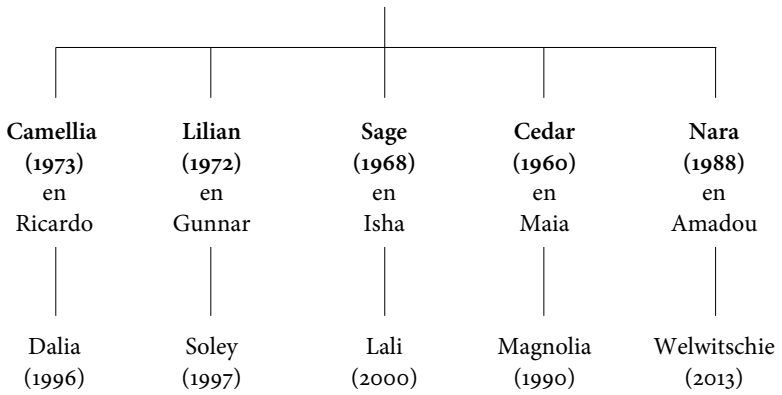 Camellia
(1973)
en
Ricardo
Lilian
(1972)
en
Gunnar
Sage
(1968)
en
Isha
Cedar
(1960)
en
Maia
Nara
(1988)
en
Amadou
Dalia
(1996)
Soley
(1997)
Lali
(2000)
Magnolia
(1990)
Welwitschie
(2013)